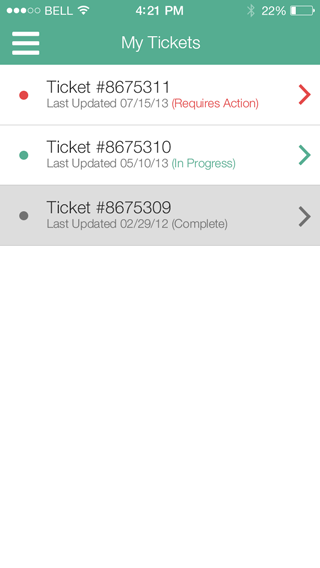 BELL 4:21 PM 22%
My Tickets
Ticket #8675311
Last Updated 07/15/13 (Requires Action)
Ticket #8675310
Last Updated 05/10/13 (In Progress)
Ticket #8675309
Last Updated 02/29/12 (Complete)